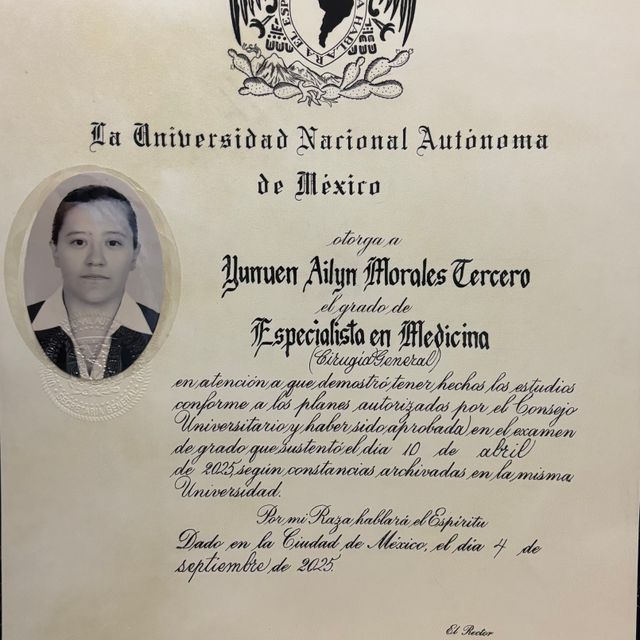 HABLARA EL ESP
La Universidad Nacional Autónoma
de México
otorga a
Yunuen Ailyn Morales Tercero
el grado de
Especialista en Medicina
(Cirugía General)
en atención a que demostró tener hechos los estudios
conforme a los planes autorizados por el Consejo
Universitario y haber sido aprobada en el examen
de grado que sustentó el día 10 de abril
de 2025, según constancias archivadas en la misma
Universidad.
Por mi Raza hablará el Espíritu
Dado en la Ciudad de México, el día 4 de
septiembre de 2025.
El Rector